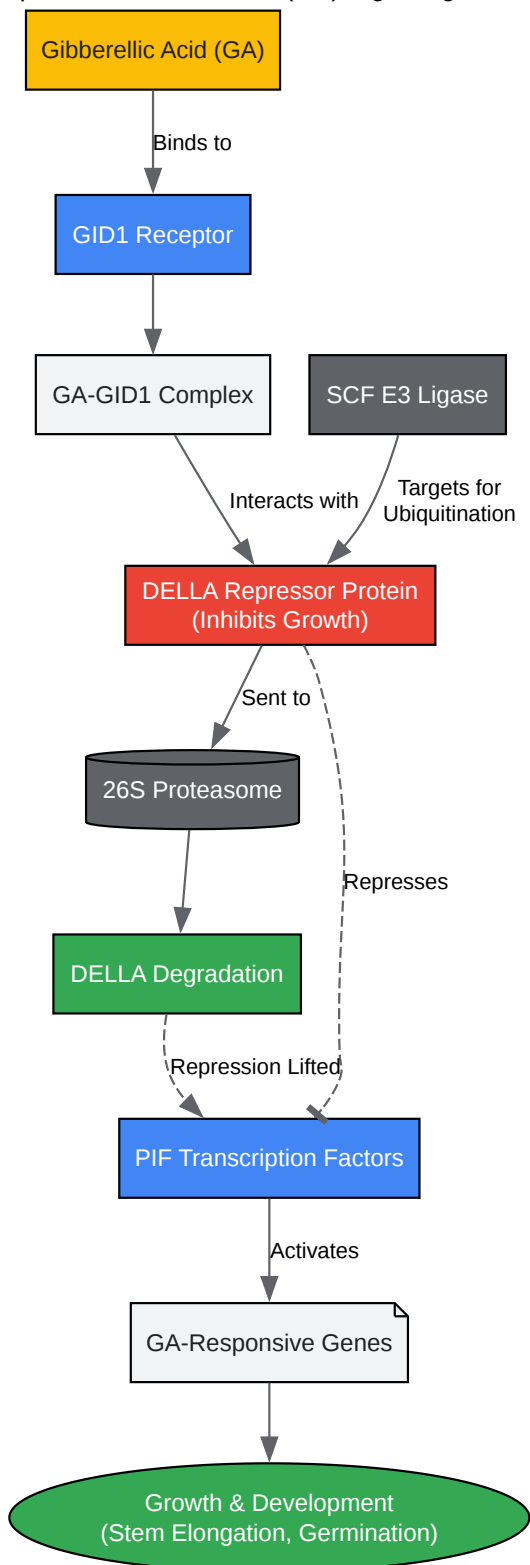 Gibberellic Acid (GA)
Binds to
GID1 Receptor
GA-GID1 Complex
SCF E3 Ligase
Interacts with
Targets for
Ubiquitination
DELLA Repressor Protein
(Inhibits Growth)
Sent to
26S Proteasome
Represses
DELLA Degradation
Repression Lifted
PIF Transcription Factors
Activates
GA-Responsive Genes
Growth & Development
(Stem Elongation, Germination)